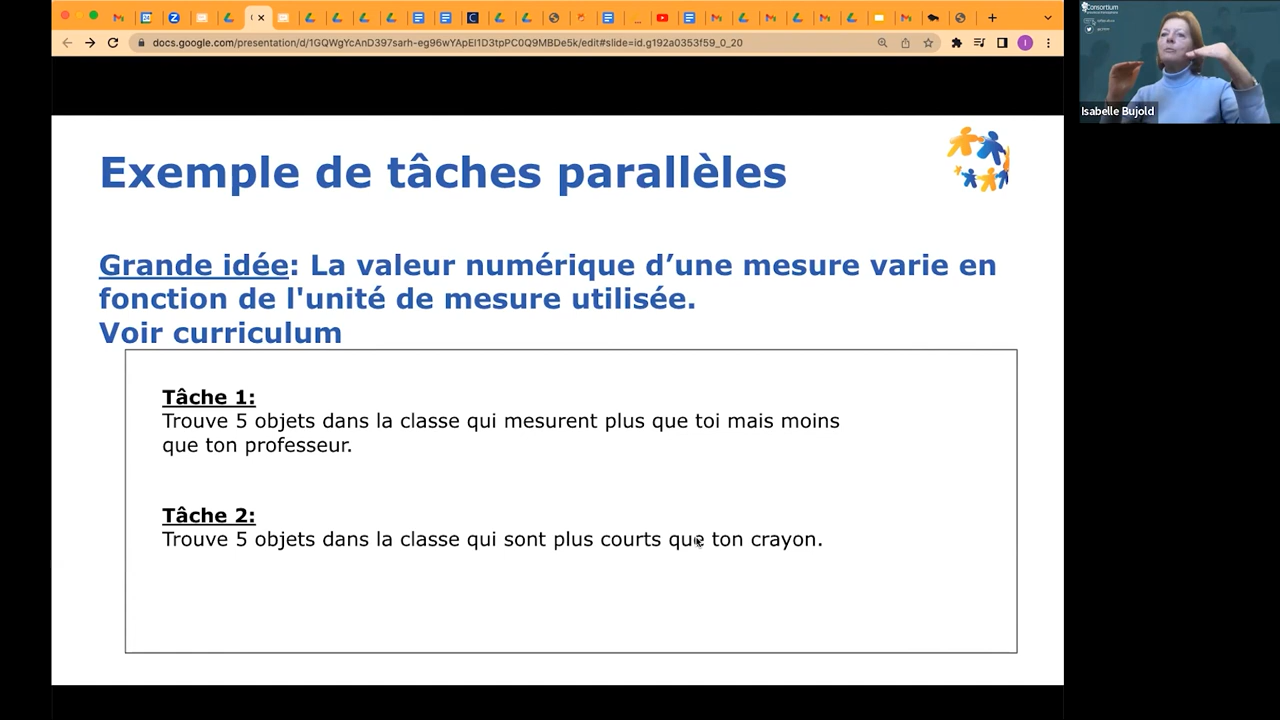 docs.google.com/presentation/d/1GQWgYcAnD397sarh-eg96wYApEI1D3tpPC0Q9MBDe5k/edit#slide=id.g192a0353f59_0_20
Consortium
Isabelle Bujold
Exemple de tâches parallèles
Grande idée: La valeur numérique d’une mesure varie en
fonction de l'unité de mesure utilisée.
Voir curriculum
Tâche 1:
Trouve 5 objets dans la classe qui mesurent plus que toi mais moins
que ton professeur.
Tâche 2:
Trouve 5 objets dans la classe qui sont plus courts que ton crayon.